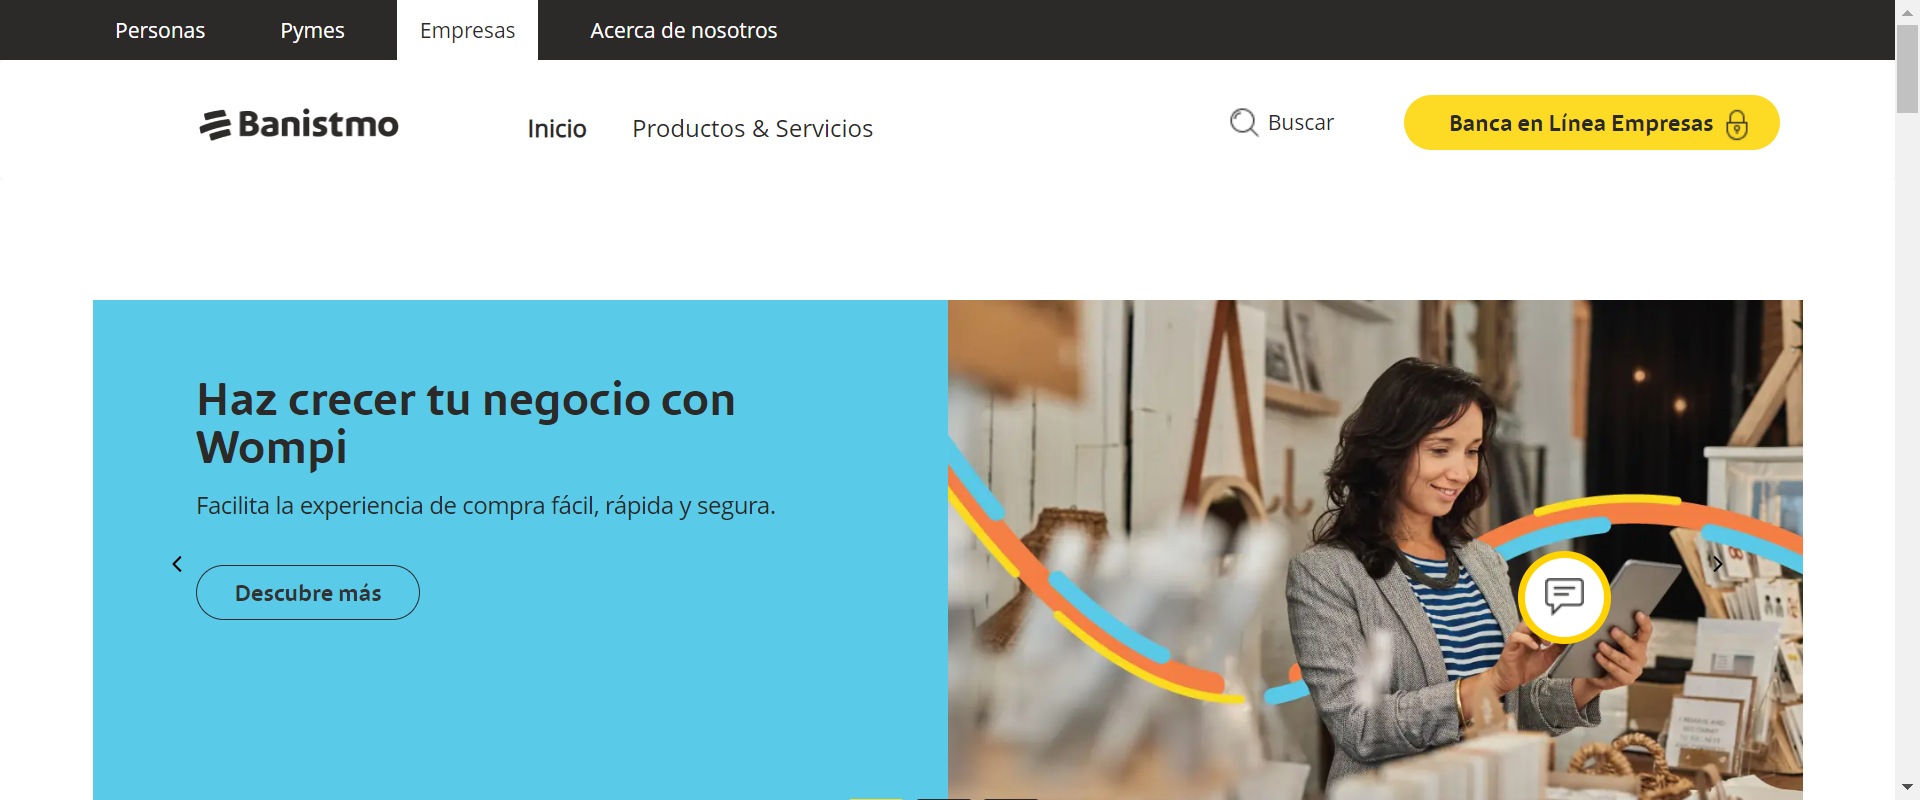 Personas
Pymes
Empresas
Acerca de nosotros
Banistmo
Inicio
Productos & Servicios
Buscar
Banca en Línea Empresas
Haz crecer tu negocio con
Wompi
Facilita la experiencia de compra fácil, rápida y segura.
Descubre más